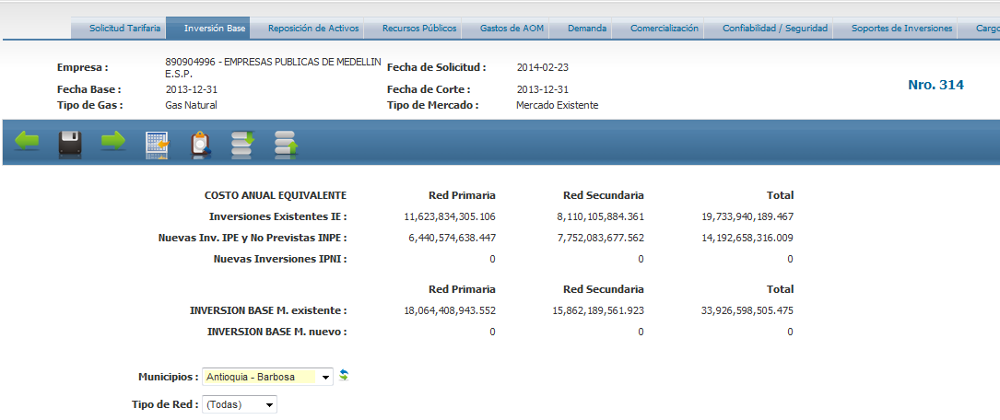 Solicitud Tarifaria Inversión Base Reposición de Activos Recursos Públicos Gastos de AOM Demanda Comercialización Confiabilidad / Seguridad Soportes de Inversiones Cargo
Empresa : 890904996 - EMPRESAS PUBLICAS DE MEDELLIN E.S.P. Fecha de Solicitud : 2014-02-23
Nro. 314
Fecha Base : 2013-12-31 Fecha de Corte : 2013-12-31
Tipo de Gas : Gas Natural Tipo de Mercado : Mercado Existente
COSTO ANUAL EQUIVALENTE Red Primaria Red Secundaria Total
Inversiones Existentes IE : 11,623,834,305.106 8,110,105,884.361 19,733,940,189.467
Nuevas Inv. IPE y No Previstas INPE : 6,440,574,638.447 7,752,083,677.562 14,192,658,316.009
Nuevas Inversiones IPNI : 0 0 0
Red Primaria Red Secundaria Total
INVERSION BASE M. existente : 18,064,408,943.552 15,862,189,561.923 33,926,598,505.475
INVERSION BASE M. nuevo : 0 0 0
Municipios : Antioquia - Barbosa
Tipo de Red : (Todas)